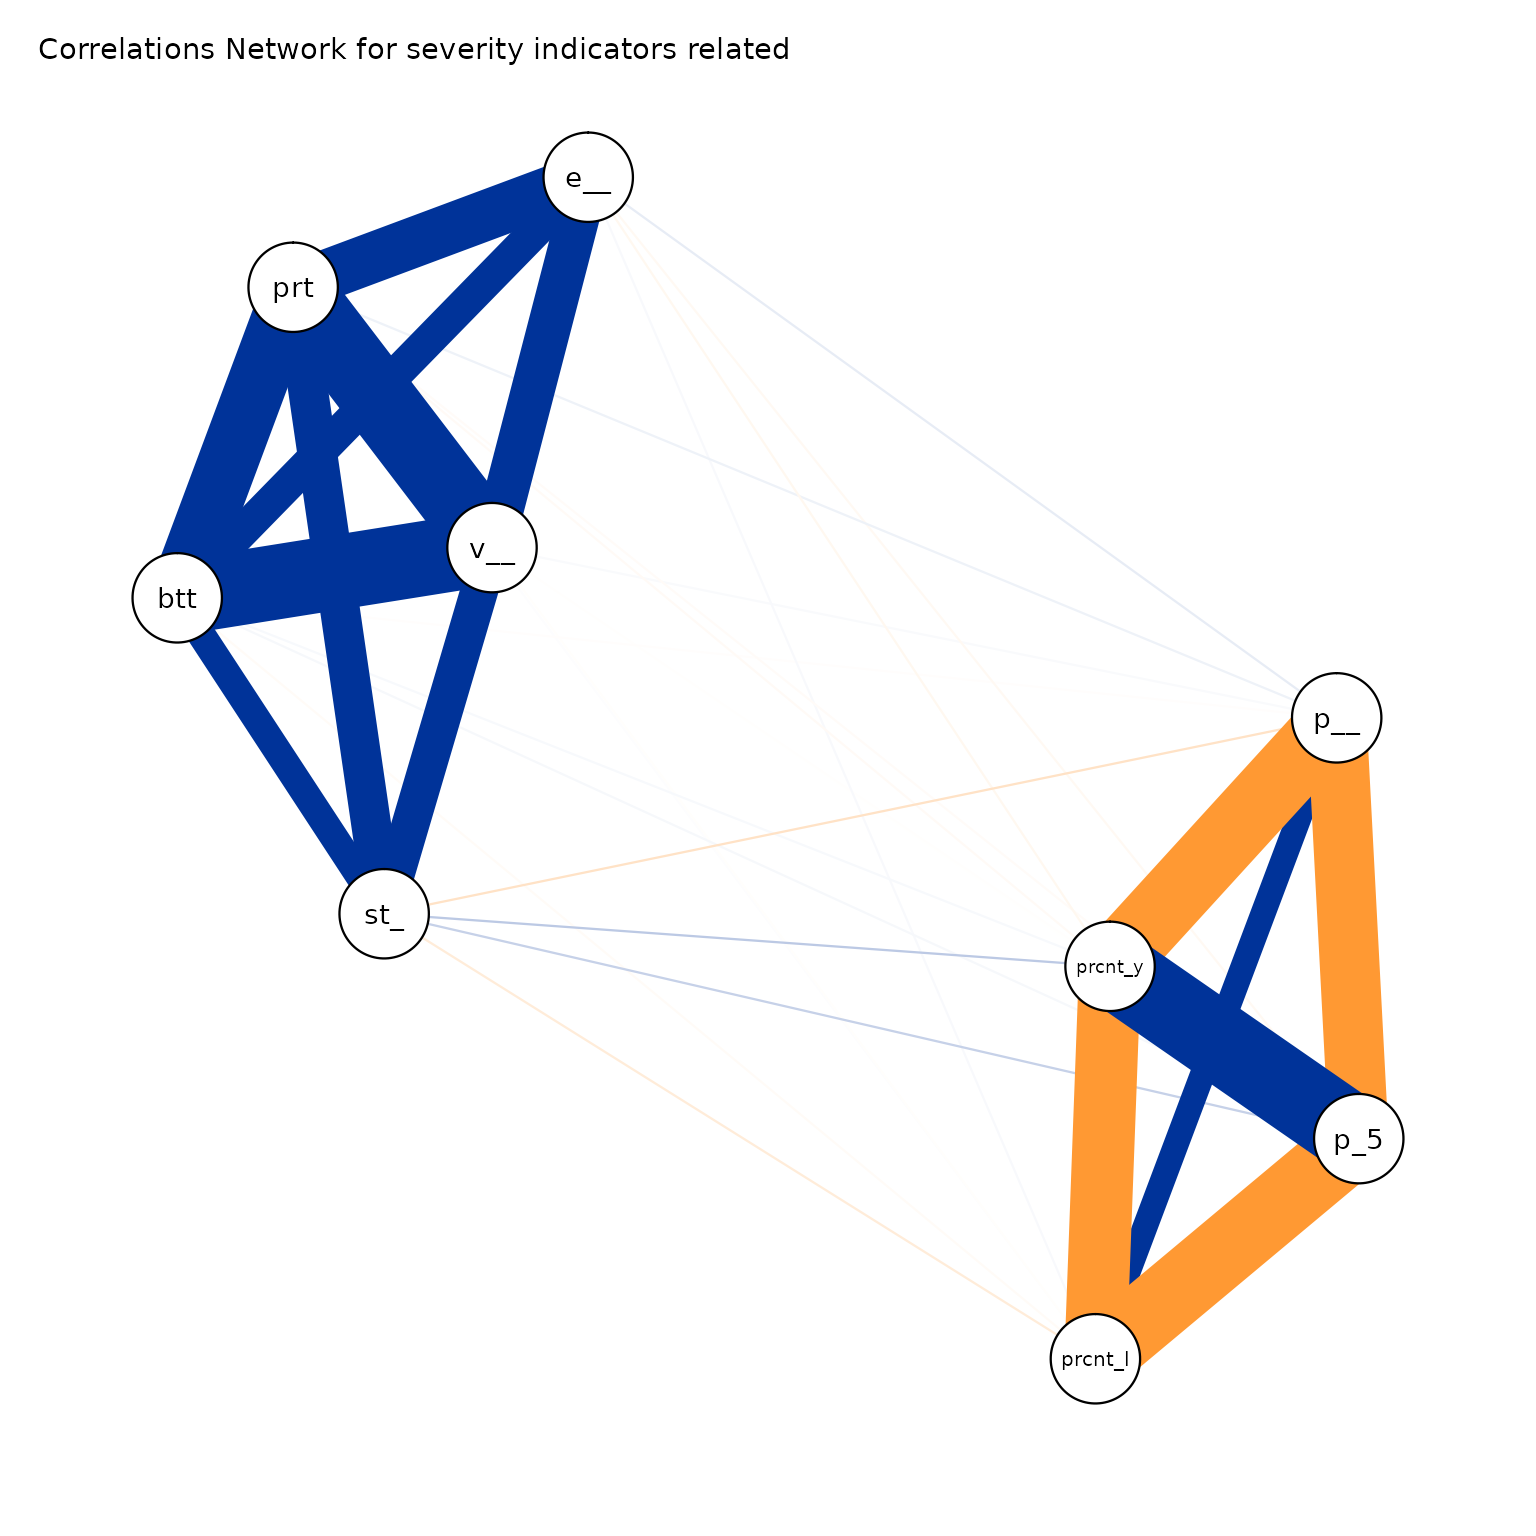 Correlations Network for severity indicators related
e__
prt
v__
btt
p__
st_
prcnt_y
p_5
prcnt_l